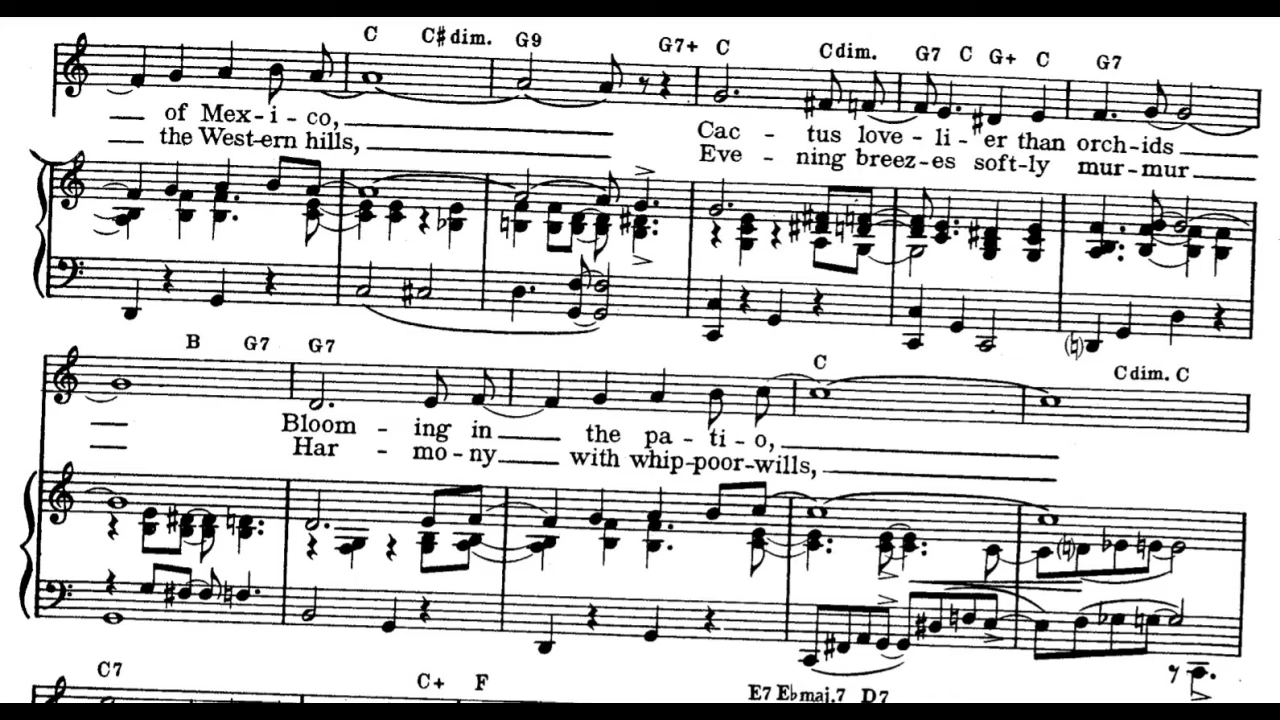 C C♯dim. G9 G7+ C Cdim. G7 C G+ C G7
of Mex-i-co, Cac-tus love-li-er than orch-ids
the West-ern hills, Eve-ning breez-es soft-ly mur-mur
B G7 G7 C Cdim. C
Bloom-ing in the pa-ti-o,
Har-mo-ny with whip-poor-wills,
C7 C+ F E7 E♭maj.7 D7